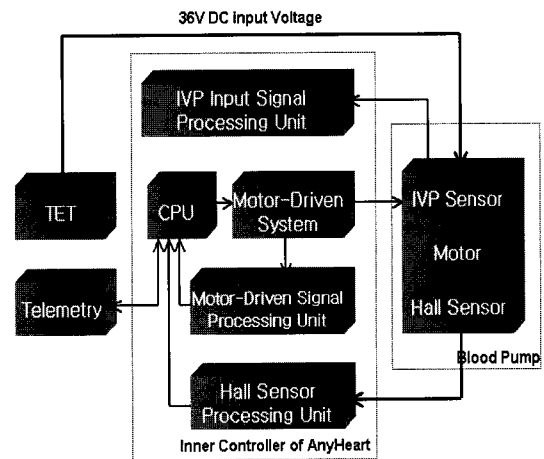 36V DC Input Voltage
IVP Input Signal
Processing Unit
TET
CPU
Motor-Driven
System
IVP Sensor
Motor
Hall Sensor
Telemetry
Motor-Driven Signal
Processing Unit
Blood Pump
Hall Sensor
Processing Unit
Inner Controller of AnyHeart